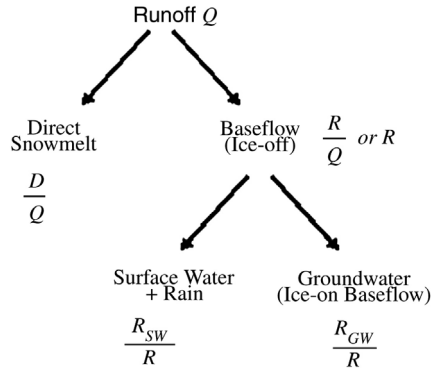 Runoff Q
Direct
Snowmelt
D
Q
Baseflow
(Ice-off)
R
Q
or R
Surface Water
+ Rain
R_SW
R
Groundwater
(Ice-on Baseflow)
R_GW
R